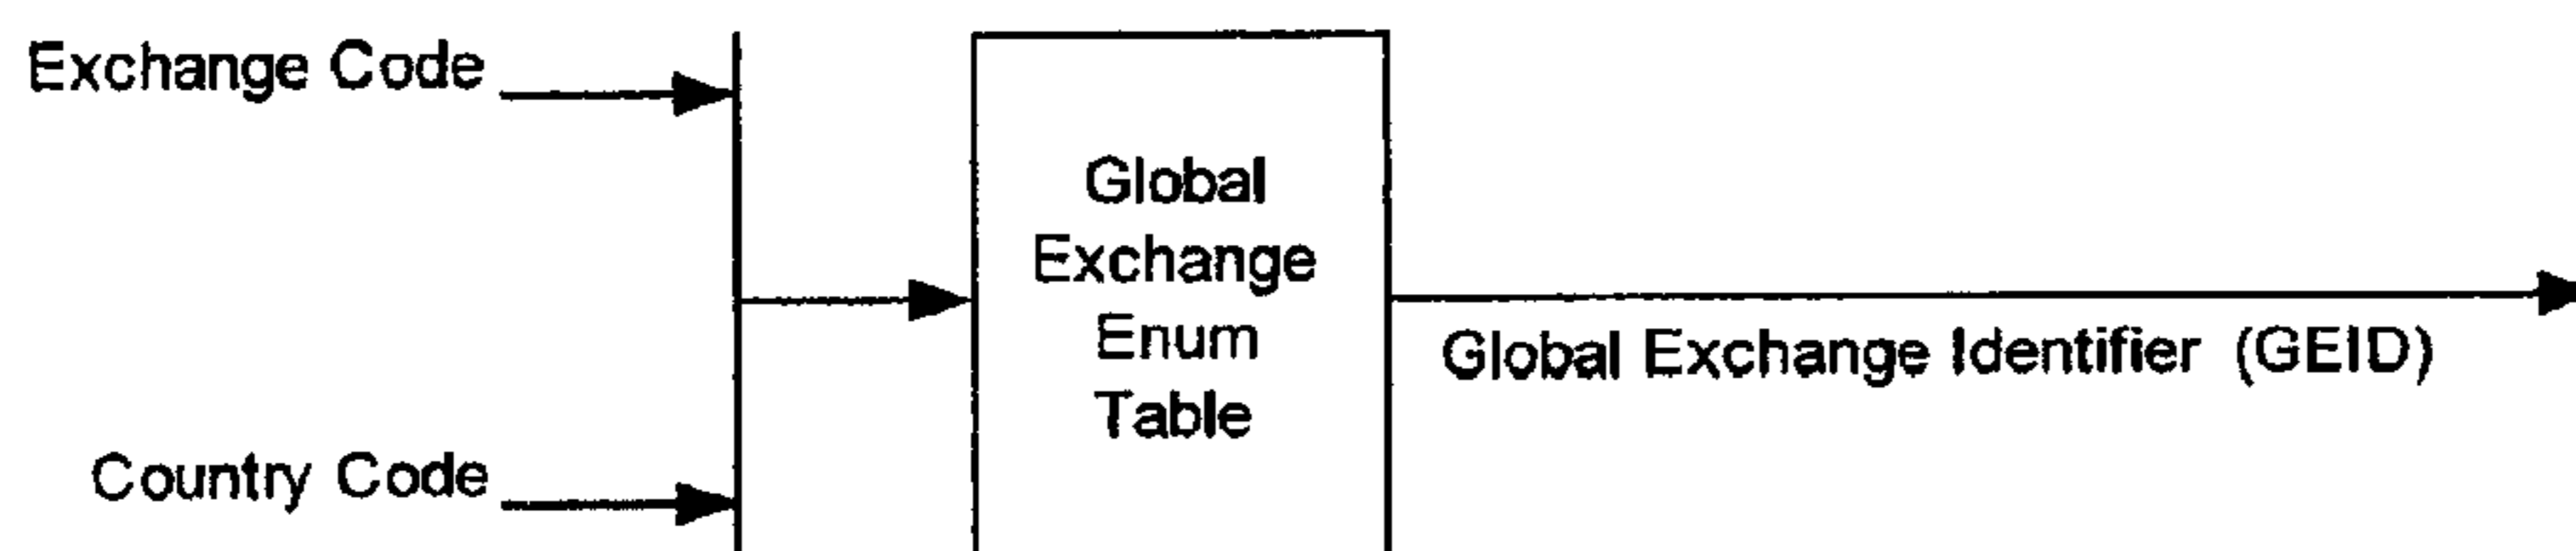 Exchange Code
Global
Exchange
Enum
Table
Global Exchange Identifier (GEID)
Country Code